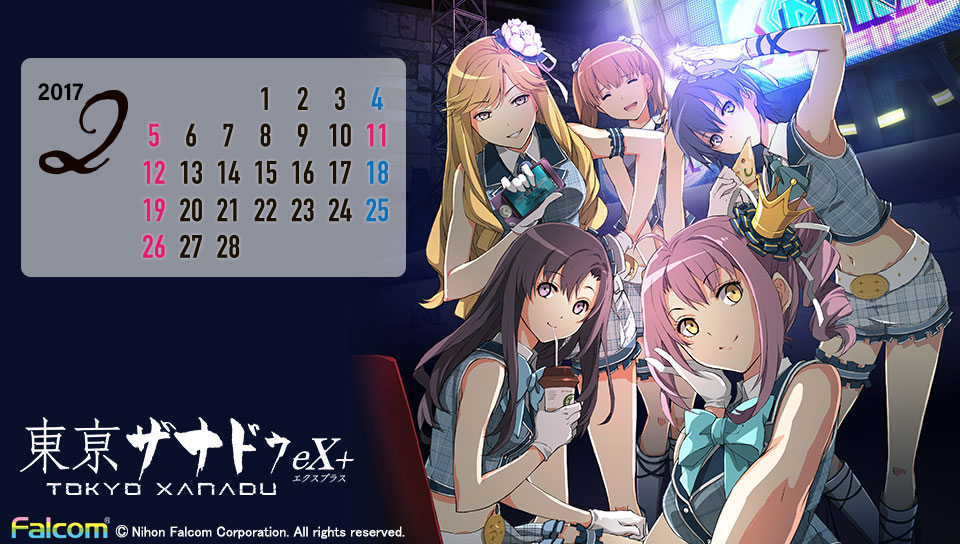 2017
2
1 2 3 4
5 6 7 8 9 10 11
12 13 14 15 16 17 18
19 20 21 22 23 24 25
26 27 28
東亰ザナドゥeX+
エクスプラス
TOKYO XANADU
Falcom® © Nihon Falcom Corporation. All rights reserved.